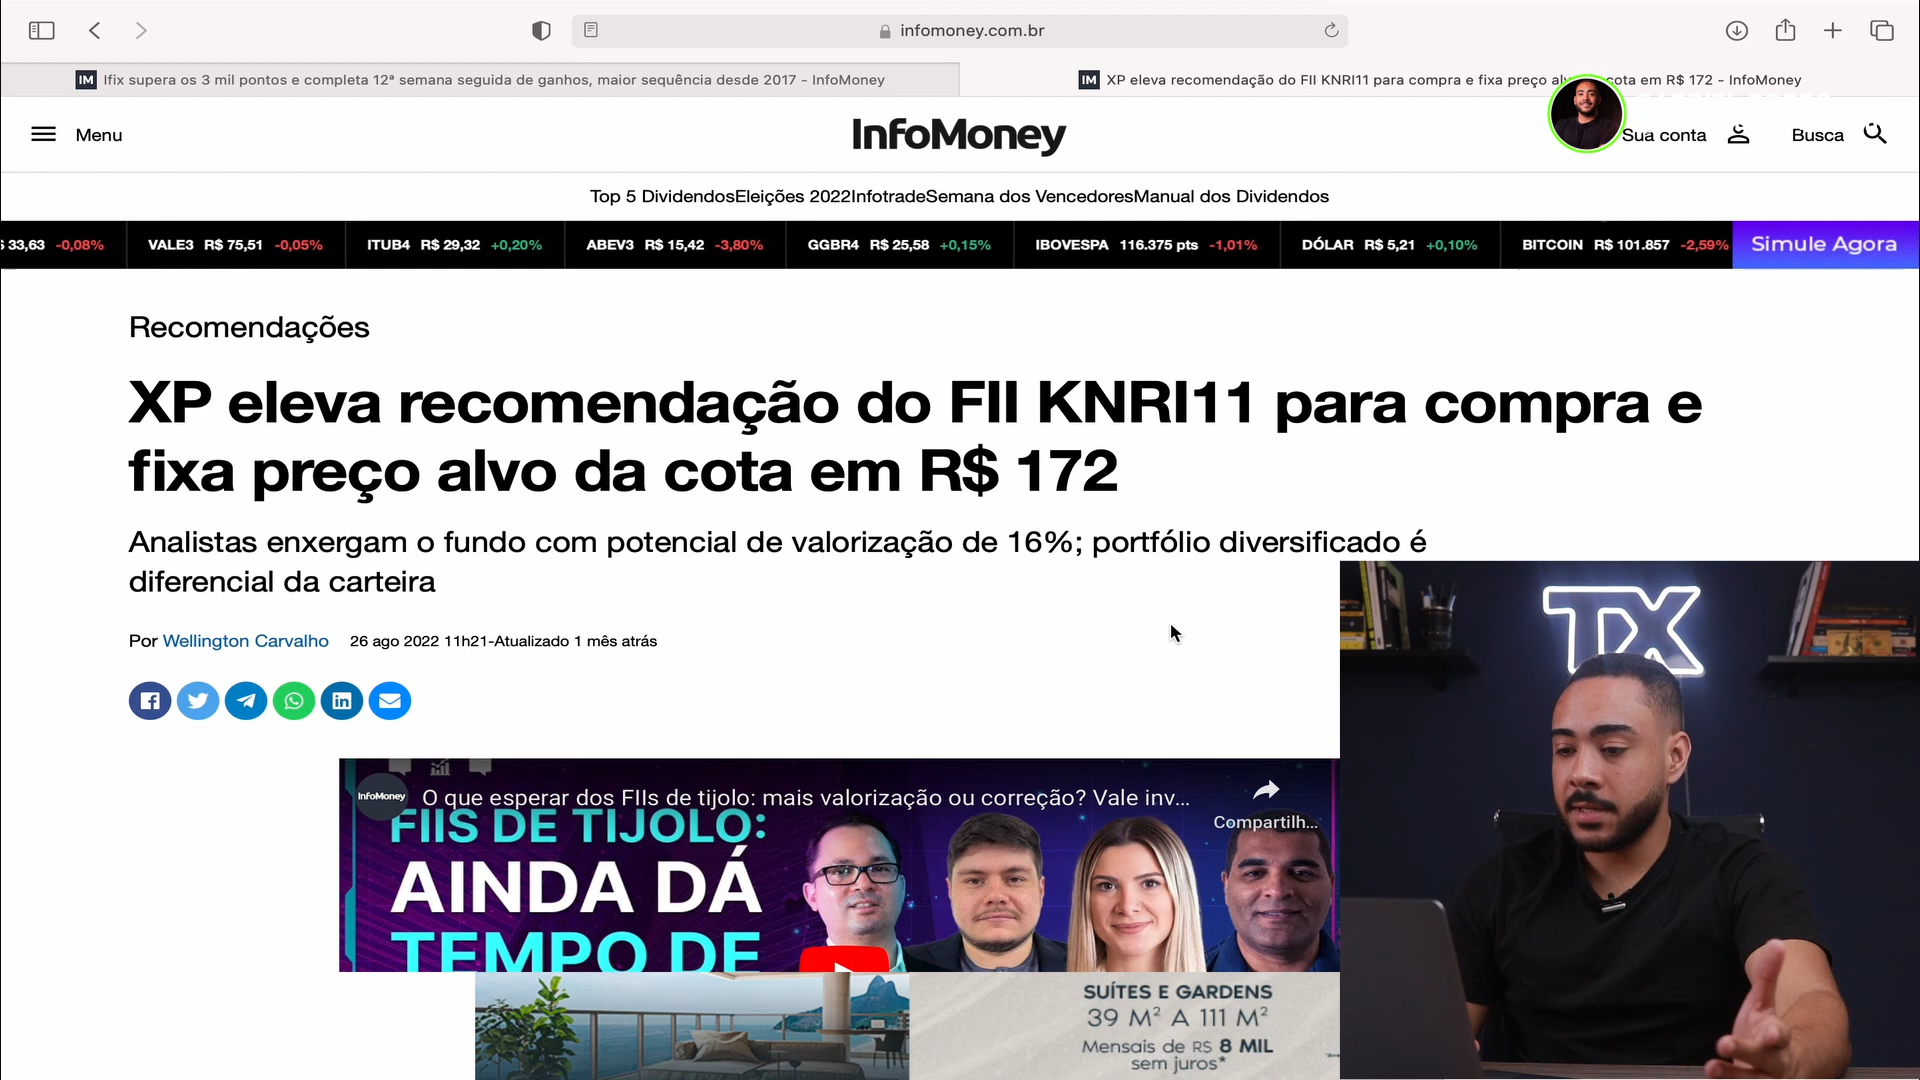 infomoney.com.br
IM Ifix supera os 3 mil pontos e completa 12ª semana seguida de ganhos, maior sequência desde 2017 - InfoMoney
IM XP eleva recomendação do FII KNRI11 para compra e fixa preço cota em R$ 172 - InfoMoney
Menu
InfoMoney
Sua conta
Busca
Top 5 DividendosEleições 2022InfotradeSemana dos VencedoresManual dos Dividendos
33,63 -0,08% VALE3 R$ 75,51 -0,05% ITUB4 R$ 29,32 +0,20% ABEV3 R$ 15,42 -3,80% GGBR4 R$ 25,58 +0,15% IBOVESPA 116.375 pts -1,01% DÓLAR R$ 5,21 +0,10% BITCOIN R$ 101.857 -2,59% Simule Agora
Recomendações
XP eleva recomendação do FII KNRI11 para compra e
fixa preço alvo da cota em R$ 172
Analistas enxergam o fundo com potencial de valorização de 16%; portfólio diversificado é
diferencial da carteira
Por Wellington Carvalho 26 ago 2022 11h21-Atualizado 1 mês atrás
InfoMoney
O que esperar dos FIIs de tijolo: mais valorização ou correção? Vale inv...
Compartilh...
FIIS DE TIJOLO:
AINDA DÁ
TEMPO DE
SUÍTES E GARDENS
39 M² A 111 M²
Mensais de R$ 8 MIL
sem juros*
TX